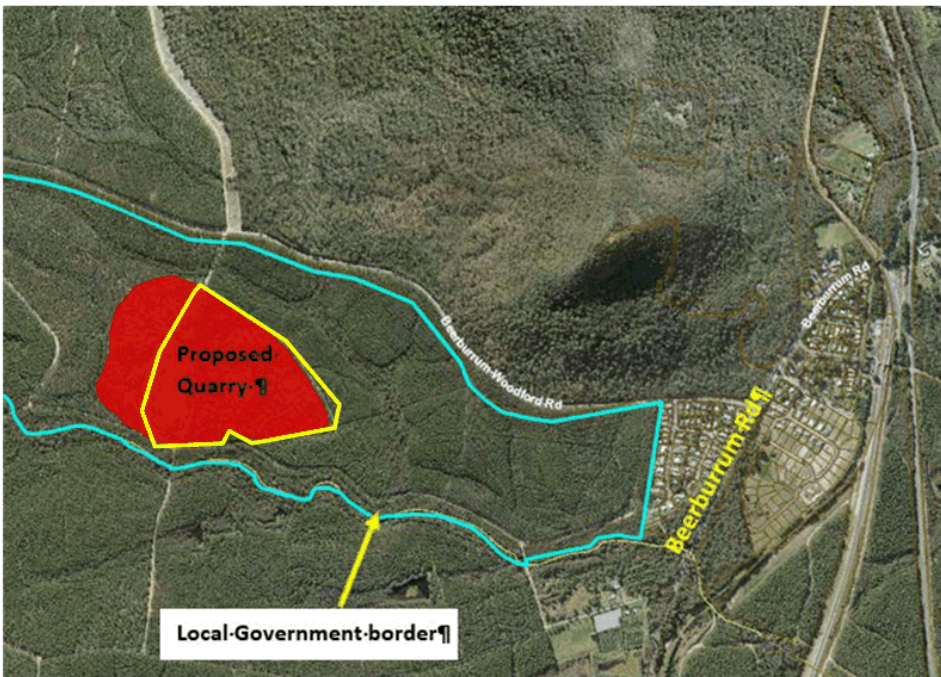 Beerburrum Rd
Proposed·
Quarry·¶
Beerburrum-Woodford Rd
Beerburrum Rd¶
Local·Government·border¶